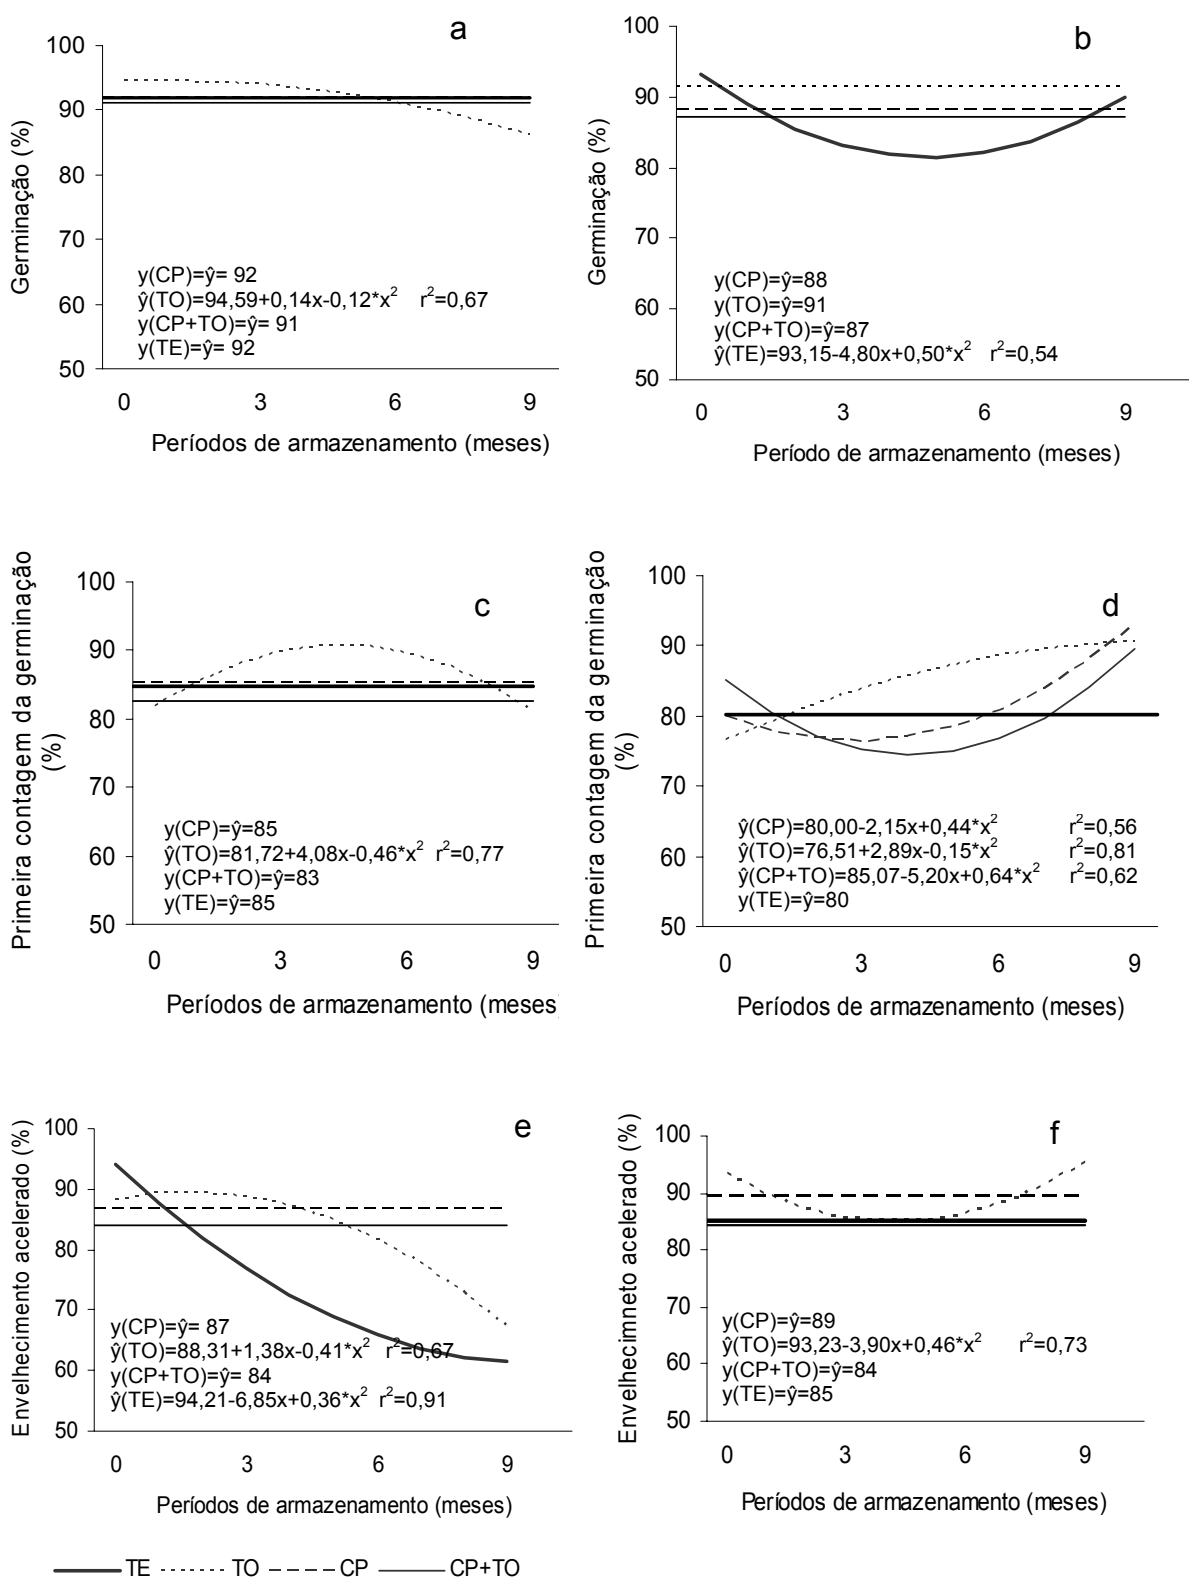 a
100
90
80
70
60
50
Germinação (%)
y(CP)=ŷ= 92
ŷ(TO)=94,59+0,14x-0,12*x² r²=0,67
y(CP+TO)=ŷ= 91
y(TE)=ŷ= 92
0 3 6 9
Períodos de armazenamento (meses)
b
100
90
80
70
60
50
Germinação (%)
y(CP)=ŷ=88
y(TO)=ŷ=91
y(CP+TO)=ŷ=87
ŷ(TE)=93,15-4,80x+0,50*x² r²=0,54
0 3 6 9
Período de armazenamento (meses)
c
100
90
80
70
60
50
Primeira contagem da germinação
(%)
y(CP)=ŷ=85
ŷ(TO)=81,72+4,08x-0,46*x² r²=0,77
y(CP+TO)=ŷ=83
y(TE)=ŷ=85
0 3 6 9
Períodos de armazenamento (meses)
d
100
90
80
70
60
50
Primeira contagem da germinação
(%)
ŷ(CP)=80,00-2,15x+0,44*x² r²=0,56
ŷ(TO)=76,51+2,89x-0,15*x² r²=0,81
ŷ(CP+TO)=85,07-5,20x+0,64*x² r²=0,62
y(TE)=ŷ=80
0 3 6 9
Períodos de armazenamento (meses)
e
100
90
80
70
60
50
Envelhecimento acelerado (%)
y(CP)=ŷ= 87
ŷ(TO)=88,31+1,38x-0,41*x² r²=0,67
y(CP+TO)=ŷ= 84
ŷ(TE)=94,21-6,85x+0,36*x² r²=0,91
0 3 6 9
Períodos de armazenamento (meses)
f
100
90
80
70
60
50
Envelhecimneto acelerado (%)
y(CP)=ŷ=89
ŷ(TO)=93,23-3,90x+0,46*x² r²=0,73
y(CP+TO)=ŷ=84
y(TE)=ŷ=85
0 3 6 9
Períodos de armazenamento (meses)
TE TO CP CP+TO